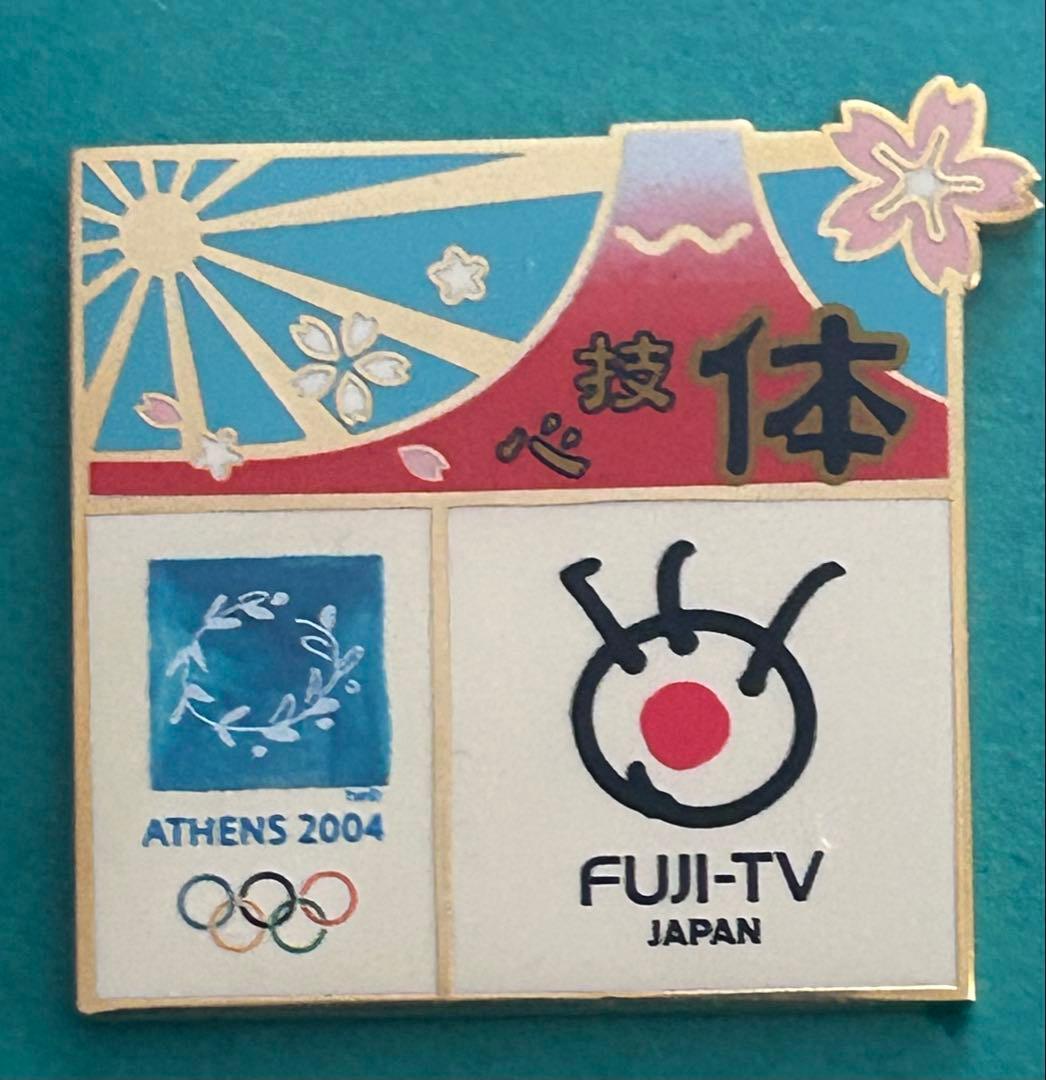 心技体
ATHENS 2004
FUJI-TV
JAPAN